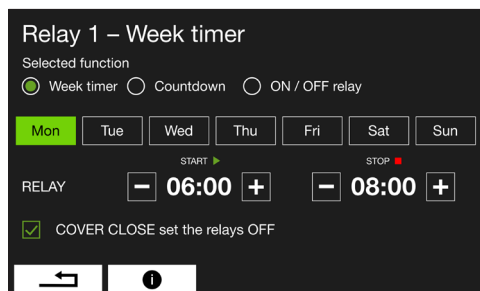 Relay 1 – Week timer
Selected function
Week timer Countdown ON / OFF relay
Mon Tue Wed Thu Fri Sat Sun
START STOP
RELAY − 06:00 + − 08:00 +
COVER CLOSE set the relays OFF
i